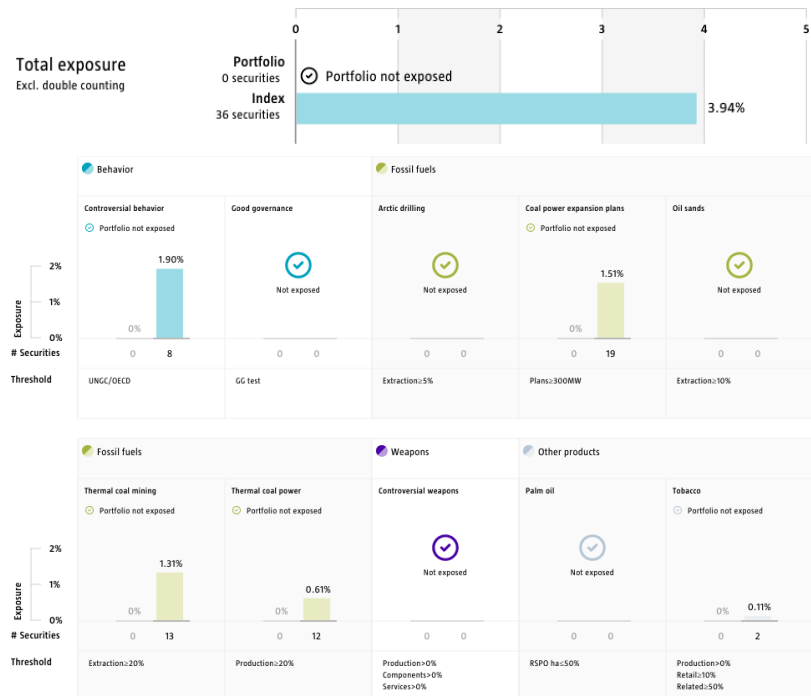 0 1 2 3 4 5
Total exposure
Excl. double counting
Portfolio
0 securities
Portfolio not exposed
Index
36 securities
3.94%
Behavior
Fossil fuels
Controversial behavior
Good governance
Arctic drilling
Coal power expansion plans
Oil sands
Portfolio not exposed
Portfolio not exposed
2%
1%
0%
Exposure
0%
1.90%
Not exposed
Not exposed
0%
1.51%
Not exposed
# Securities
0 8
0 0
0 0
0 19
0 0
Threshold
UNGC/OECD
GG test
Extraction≥5%
Plans≥300MW
Extraction≥10%
Fossil fuels
Weapons
Other products
Thermal coal mining
Thermal coal power
Controversial weapons
Palm oil
Tobacco
Portfolio not exposed
Portfolio not exposed
Portfolio not exposed
2%
1%
0%
Exposure
0%
1.31%
0%
0.61%
Not exposed
Not exposed
0%
0.11%
# Securities
0 13
0 12
0 0
0 0
0 2
Threshold
Extraction≥20%
Production≥20%
Production>0%
Components>0%
Services>0%
RSPO ha≤50%
Production>0%
Retail≥10%
Related≥50%